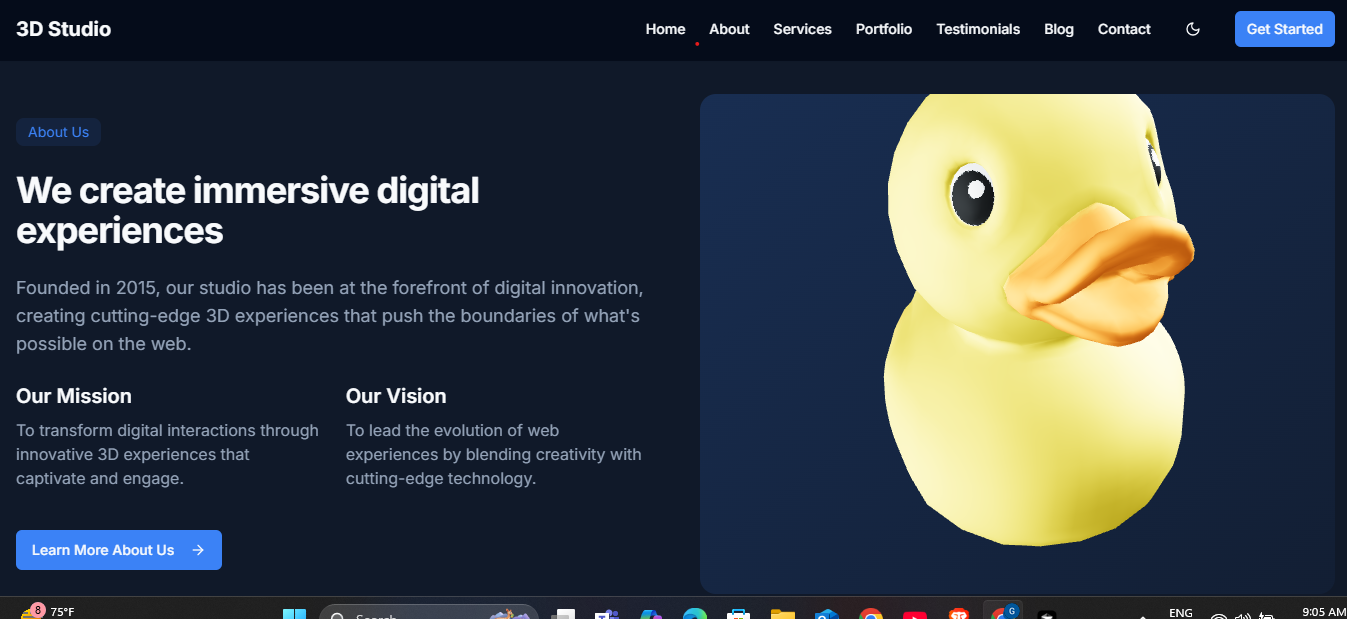 3D Studio
Home About Services Portfolio Testimonials Blog Contact Get Started
About Us
We create immersive digital
experiences
Founded in 2015, our studio has been at the forefront of digital innovation,
creating cutting-edge 3D experiences that push the boundaries of what's
possible on the web.
Our Mission
To transform digital interactions through
innovative 3D experiences that
captivate and engage.
Our Vision
To lead the evolution of web
experiences by blending creativity with
cutting-edge technology.
Learn More About Us →
8 75°F
Search
G
ENG
9:05 AM